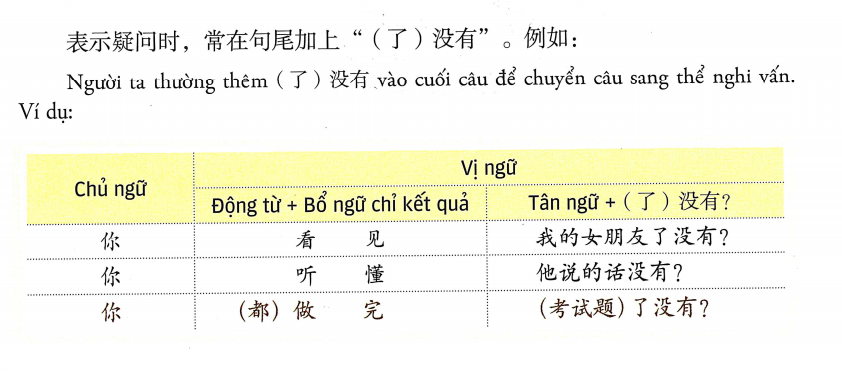 表示疑问时，常在句尾加上“（了）没有”。例如：
Người ta thường thêm（了）没有 vào cuối câu để chuyển câu sang thể nghi vấn.
Ví dụ:
Chủ ngữ Vị ngữ
Động từ + Bổ ngữ chỉ kết quả Tân ngữ +（了）没有？
你 看 见 我的女朋友了没有？
你 听 懂 他说的话没有？
你 （都）做 完 （考试题）了没有？